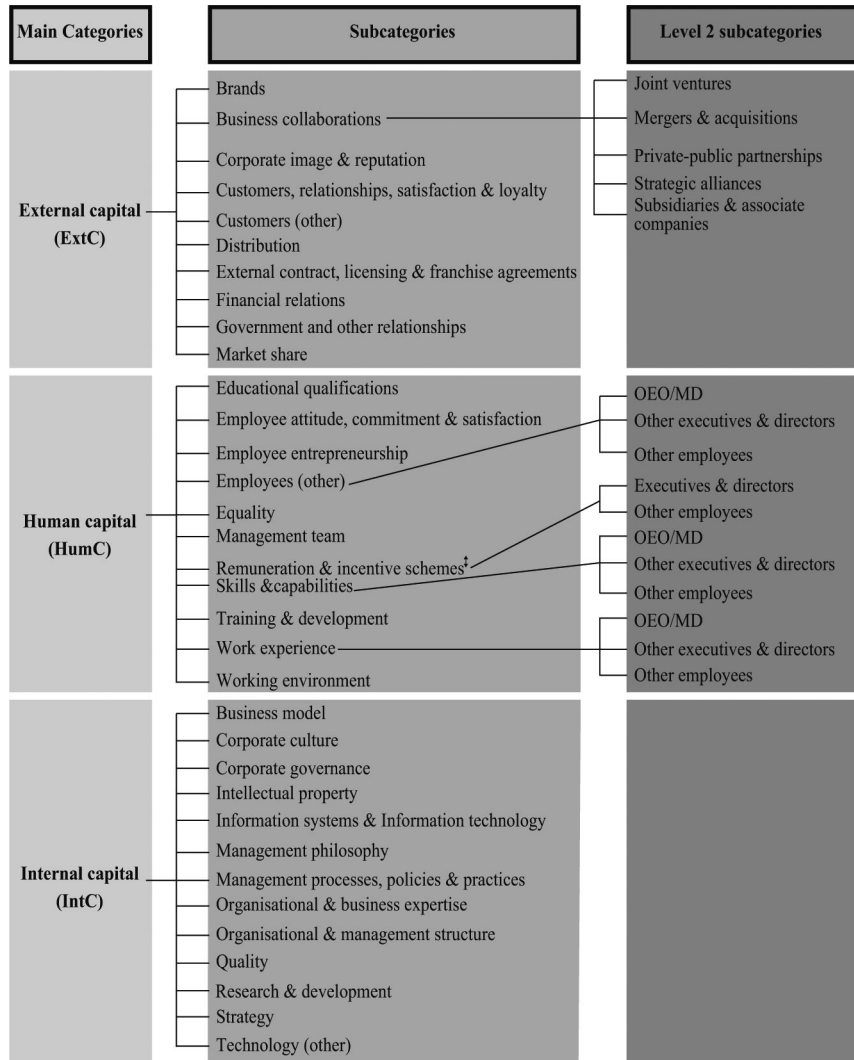 Main Categories
Subcategories
Level 2 subcategories
External capital
(ExtC)
Brands
Business collaborations
Corporate image & reputation
Customers, relationships, satisfaction & loyalty
Customers (other)
Distribution
External contract, licensing & franchise agreements
Financial relations
Government and other relationships
Market share
Joint ventures
Mergers & acquisitions
Private-public partnerships
Strategic alliances
Subsidiaries & associate
companies
Human capital
(HumC)
Educational qualifications
Employee attitude, commitment & satisfaction
Employee entrepreneurship
Employees (other)
Equality
Management team
Remuneration & incentive schemes‡
Skills &capabilities
Training & development
Work experience
Working environment
OEO/MD
Other executives & directors
Other employees
Executives & directors
Other employees
OEO/MD
Other executives & directors
Other employees
OEO/MD
Other executives & directors
Other employees
Internal capital
(IntC)
Business model
Corporate culture
Corporate governance
Intellectual property
Information systems & Information technology
Management philosophy
Management processes, policies & practices
Organisational & business expertise
Organisational & management structure
Quality
Research & development
Strategy
Technology (other)